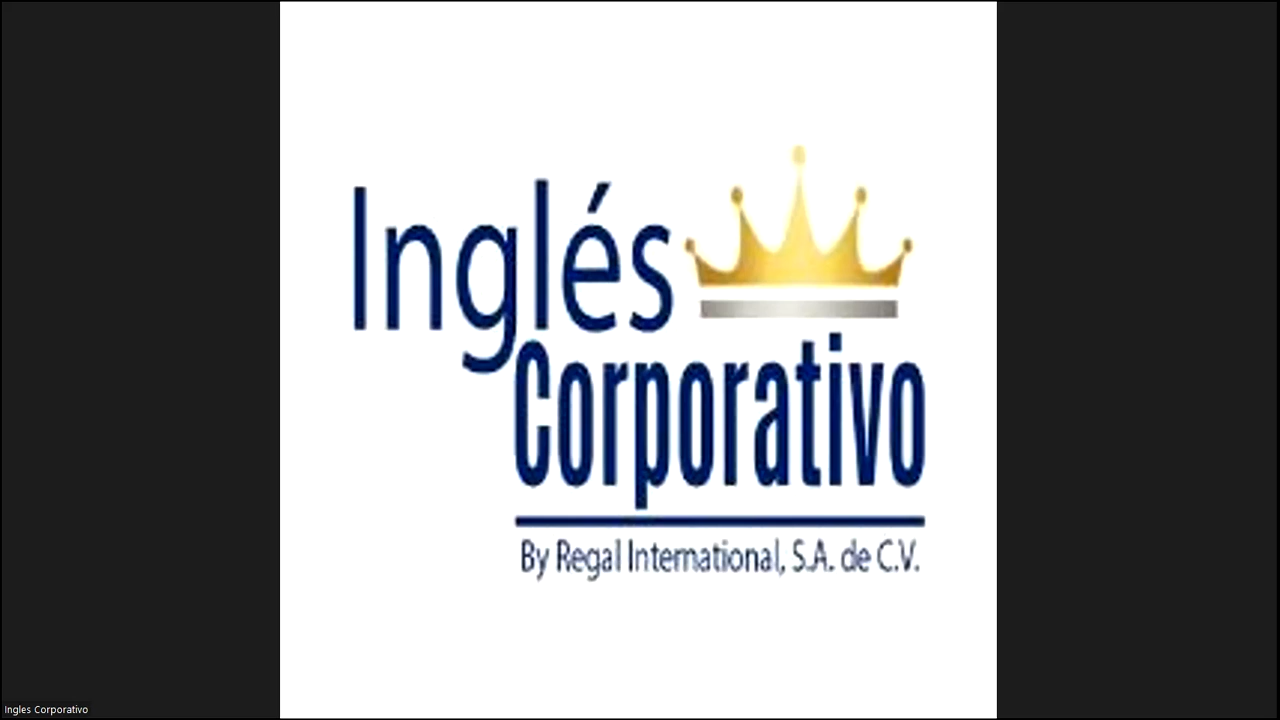 Inglés
Corporativo
By Regal International, S.A. de C.V.
Ingles Corporativo